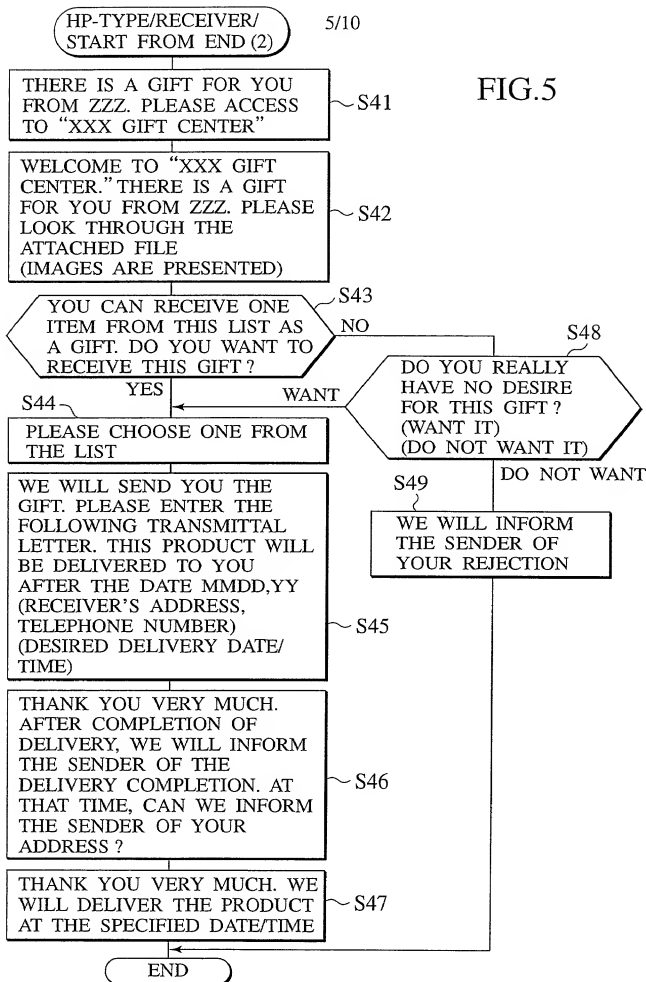 HP-TYPE/RECEIVER/
START FROM END (2)
5/10
FIG.5
THERE IS A GIFT FOR YOU
FROM ZZZ. PLEASE ACCESS
TO “XXX GIFT CENTER”
S41
WELCOME TO “XXX GIFT
CENTER.” THERE IS A GIFT
FOR YOU FROM ZZZ. PLEASE
LOOK THROUGH THE
ATTACHED FILE
(IMAGES ARE PRESENTED)
S42
S43
YOU CAN RECEIVE ONE
ITEM FROM THIS LIST AS
A GIFT. DO YOU WANT TO
RECEIVE THIS GIFT ?
NO
YES
S48
DO YOU REALLY
HAVE NO DESIRE
FOR THIS GIFT ?
(WANT IT)
(DO NOT WANT IT)
WANT
DO NOT WANT
S44
PLEASE CHOOSE ONE FROM
THE LIST
S49
WE WILL INFORM
THE SENDER OF
YOUR REJECTION
WE WILL SEND YOU THE
GIFT. PLEASE ENTER THE
FOLLOWING TRANSMITTAL
LETTER. THIS PRODUCT WILL
BE DELIVERED TO YOU
AFTER THE DATE MMDD,YY
(RECEIVER’S ADDRESS,
TELEPHONE NUMBER)
(DESIRED DELIVERY DATE/
TIME)
S45
THANK YOU VERY MUCH.
AFTER COMPLETION OF
DELIVERY, WE WILL INFORM
THE SENDER OF THE
DELIVERY COMPLETION. AT
THAT TIME, CAN WE INFORM
THE SENDER OF YOUR
ADDRESS ?
S46
THANK YOU VERY MUCH. WE
WILL DELIVER THE PRODUCT
AT THE SPECIFIED DATE/TIME
S47
END